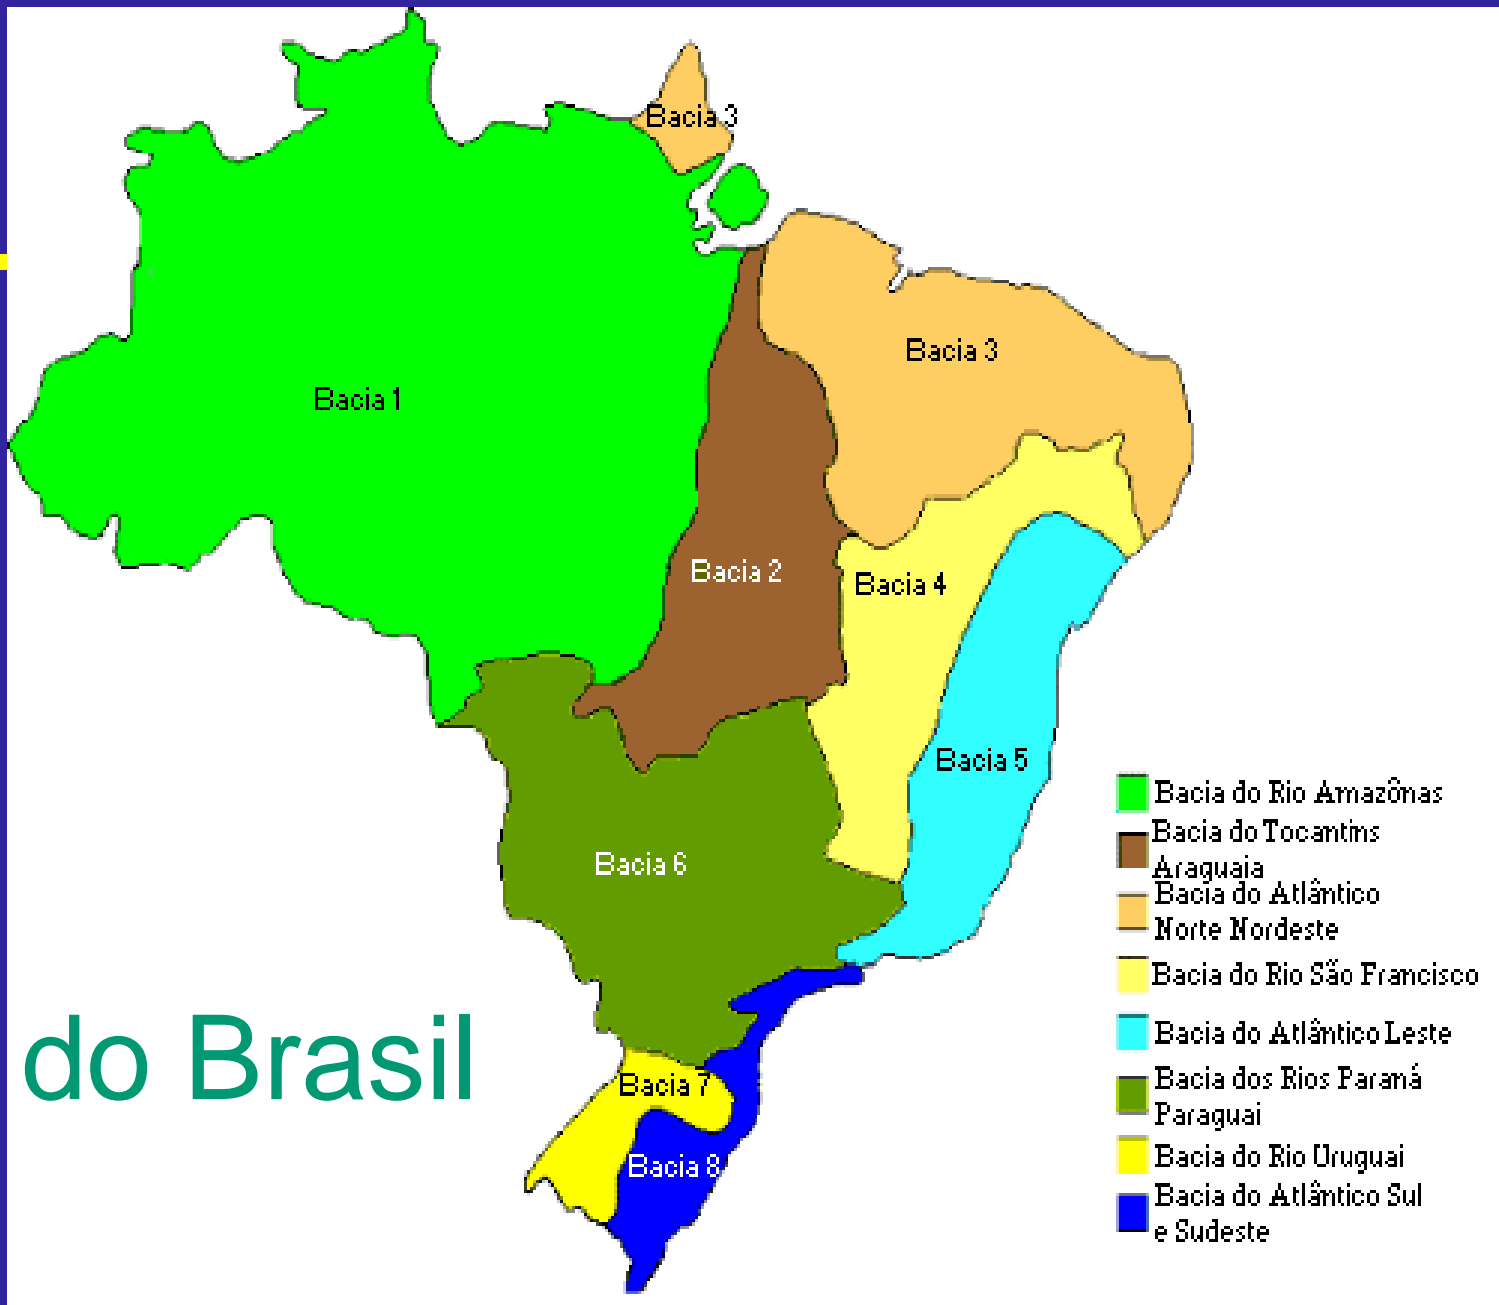 Bacia 3
Bacia 3
Bacia 1
Bacia 2
Bacia 4
Bacia 5
Bacia 6
Bacia 7
Bacia 8
do Brasil
Bacia do Rio Amazônas
Bacia do Tocantins
Araguaia
Bacia do Atlântico
Norte Nordeste
Bacia do Rio São Francisco
Bacia do Atlântico Leste
Bacia dos Rios Paraná
Paraguai
Bacia do Rio Uruguai
Bacia do Atlântico Sul
e Sudeste